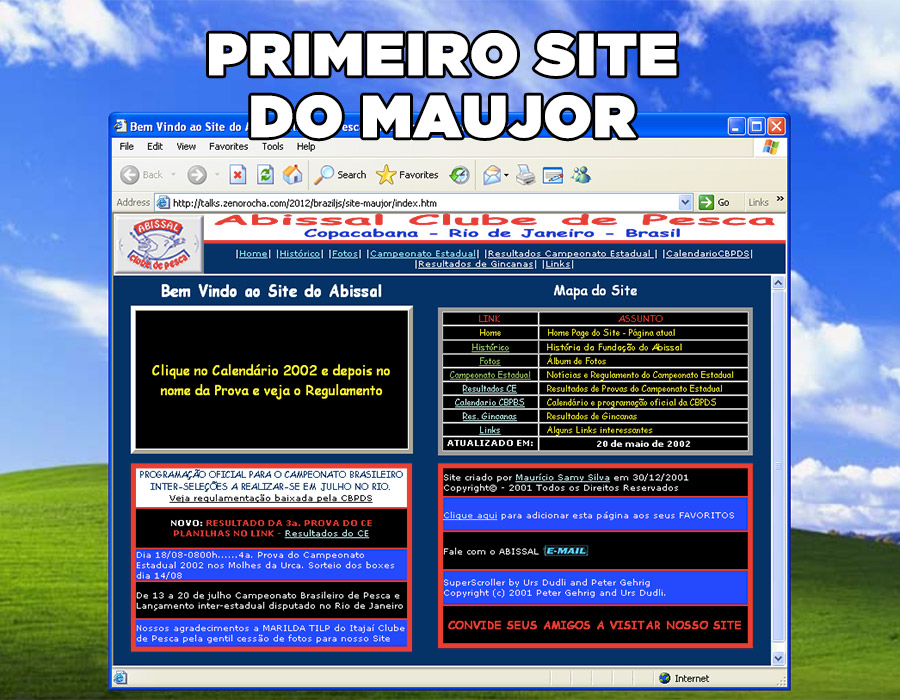 PRIMEIRO SITE
DO MAUJOR
Bem Vindo ao Site do
File Edit View Favorites Tools Help
Back Search Favorites
Address http://talks.zenorocha.com/2012/braziljs/site-maujor/index.htm Go Links »
ABISSAL
clube de pesca
Abissal Clube de Pesca
Copacabana - Rio de Janeiro - Brasil
|Home| |Histórico| |Fotos| |Campeonato Estadual| |Resultados Campeonato Estadual | |CalendarioCBPDS|
|Resultados de Gincanas| |Links|
Bem Vindo ao Site do Abissal
Clique no Calendário 2002 e depois no
nome da Prova e veja o Regulamento
PROGRAMAÇÃO OFICIAL PARA O CAMPEONATO BRASILEIRO
INTER-SELEÇÕES A REALIZAR-SE EM JULHO NO RIO.
Veja regulamentação baixada pela CBPDS
NOVO: RESULTADO DA 3a. PROVA DO CE
PLANILHAS NO LINK - Resultados do CE
Dia 18/08-0800h......4a. Prova do Campeonato
Estadual 2002 nos Molhes da Urca. Sorteio dos boxes
dia 14/08
De 13 a 20 de julho Campeonato Brasileiro de Pesca e
Lançamento inter-estadual disputado no Rio de Janeiro
Nossos agradecimentos a MARILDA TILP do Itajaí Clube
de Pesca pela gentil cessão de fotos para nosso Site
Mapa do Site
LINK ASSUNTO
Home Home Page do Site - Página atual
Histórico História da Fundação do Abissal
Fotos Álbum de Fotos
Campeonato Estadual Notícias e Regulamento do Campeonato Estadual
Resultados CE Resultados de Provas do Campeonato Estadual
Calendario CBPBS Calendário e programação oficial da CBPDS
Res. Gincanas Resultados de Gincanas
Links Alguns Links interessantes
ATUALIZADO EM: 20 de maio de 2002
Site criado por Maurício Samy Silva em 30/12/2001
Copyright© - 2001 Todos os Direitos Reservados
Clique aqui para adicionar esta página aos seus FAVORITOS
Fale com o ABISSAL E-MAIL
SuperScroller by Urs Dudli and Peter Gehrig
Copyright (c) 2001 Peter Gehrig and Urs Dudli.
CONVIDE SEUS AMIGOS A VISITAR NOSSO SITE
Internet